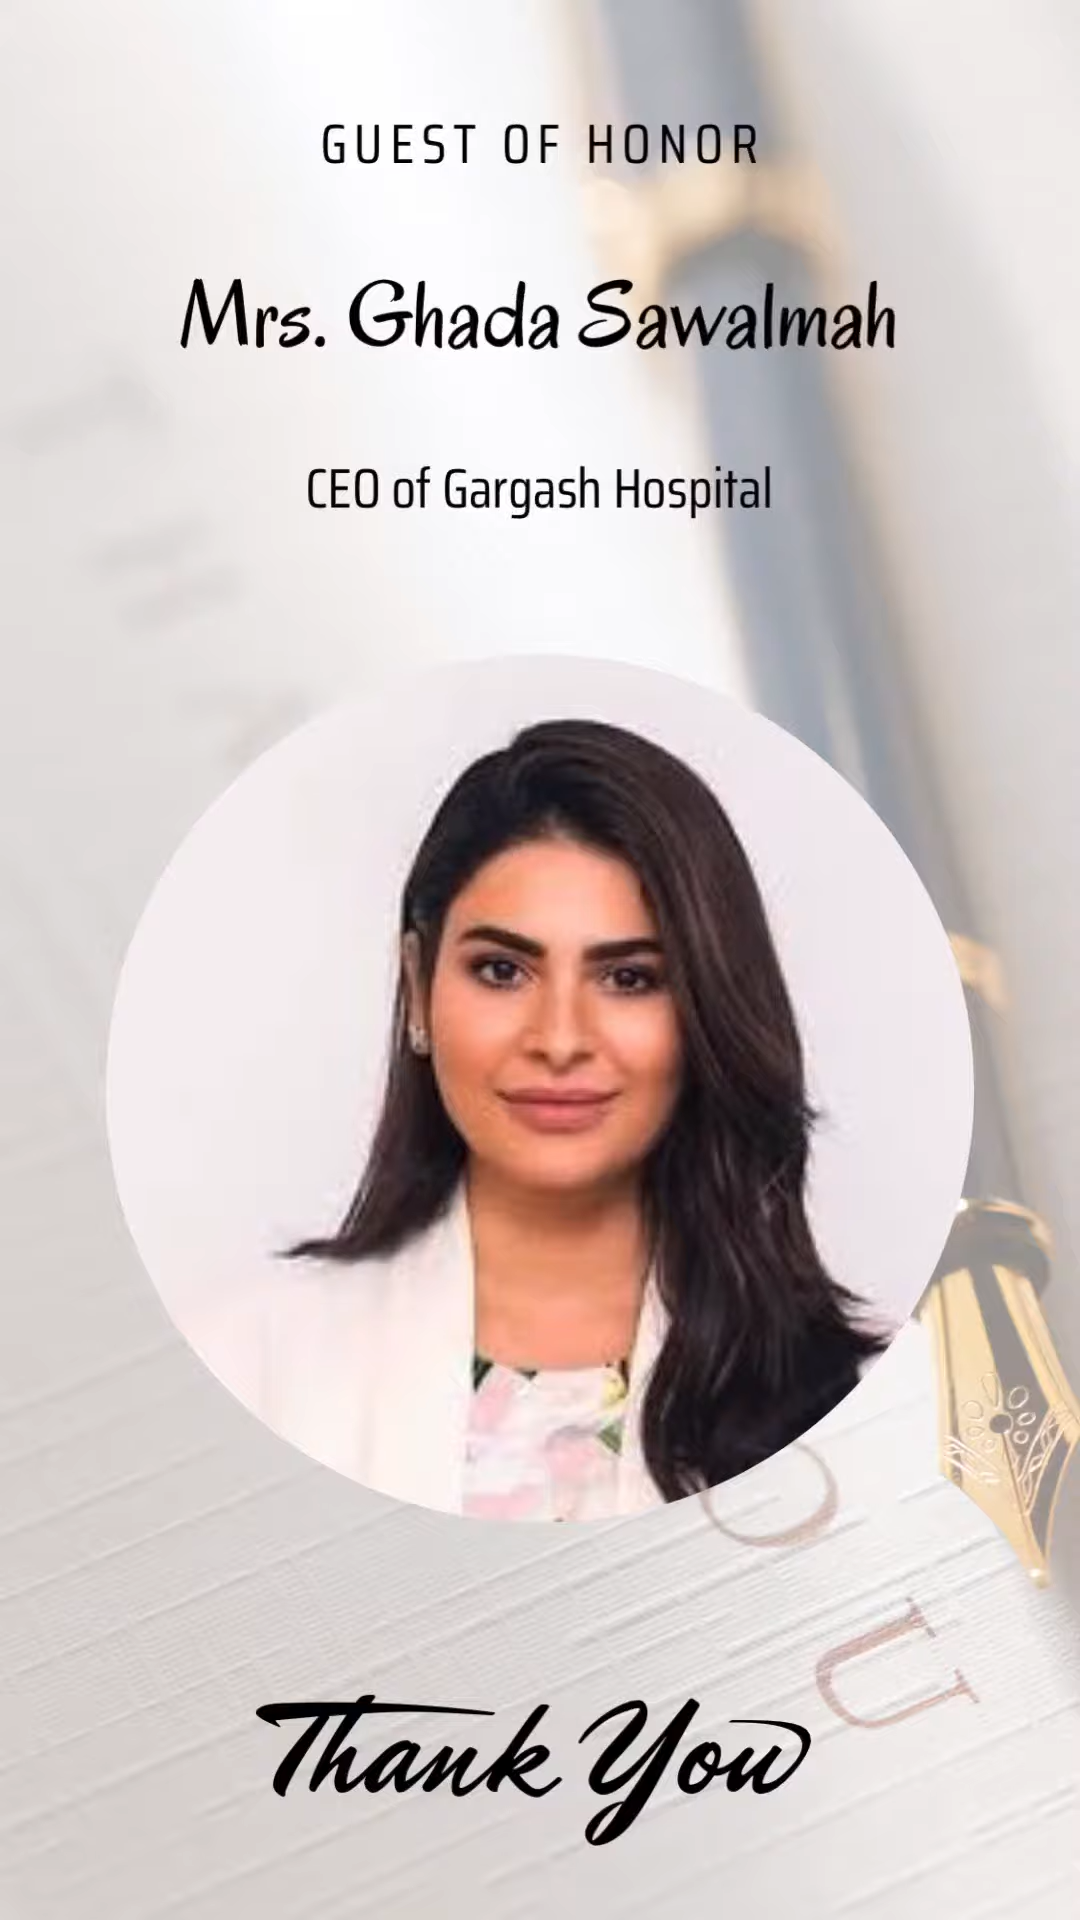 GUEST OF HONOR
Mrs. Ghada Sawalmah
CEO of Gargash Hospital
O
U
Thank You